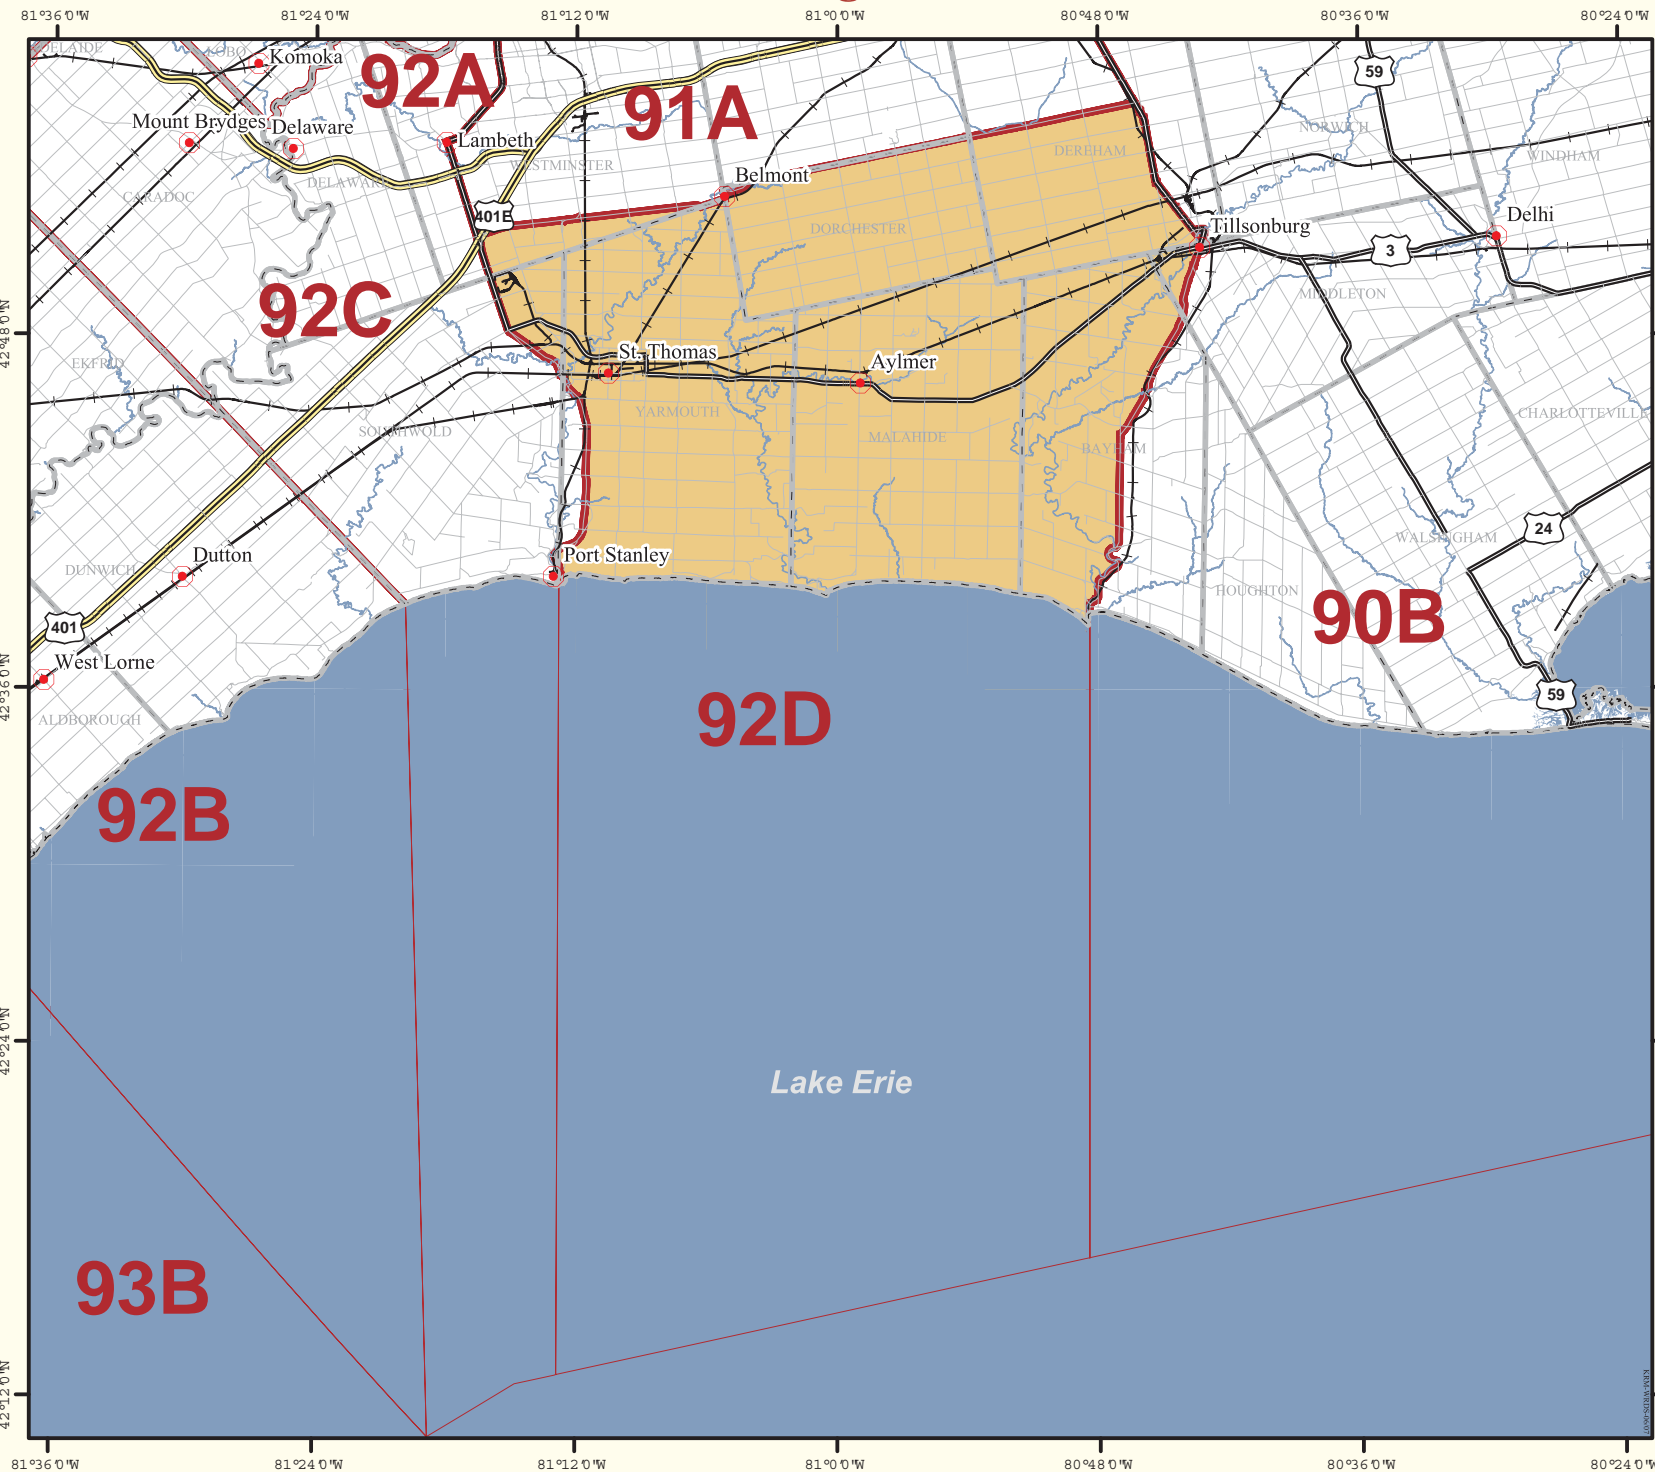 81°36'0"W 81°24'0"W 81°12'0"W 81°0'0"W 80°48'0"W 80°36'0"W 80°24'0"W
LOBO
Komoka
59
92A
91A
Mount Brydges
Delaware
Lambeth
NORWICH
WINDHAM
DEREHAM
WESTMINSTER
DELAWARE
CARADOC
Belmont
401E
DORCHESTER
Tillsonburg
Delhi
3
92C
MIDDLETON
42°48'0"N
EKFRID
St. Thomas
Aylmer
YARMOUTH
CHARLOTTEVILLE
SOUTHWOLD
MALAHIDE
BAYHAM
24
WALSINGHAM
Dutton
Port Stanley
DUNWICH
HOUGHTON
90B
401
West Lorne
42°36'0"N
59
ALDBOROUGH
92D
92B
42°24'0"N
Lake Erie
93B
42°12'0"N
KRM-WRDS-06/07
81°36'0"W 81°24'0"W 81°12'0"W 81°0'0"W 80°48'0"W 80°36'0"W 80°24'0"W